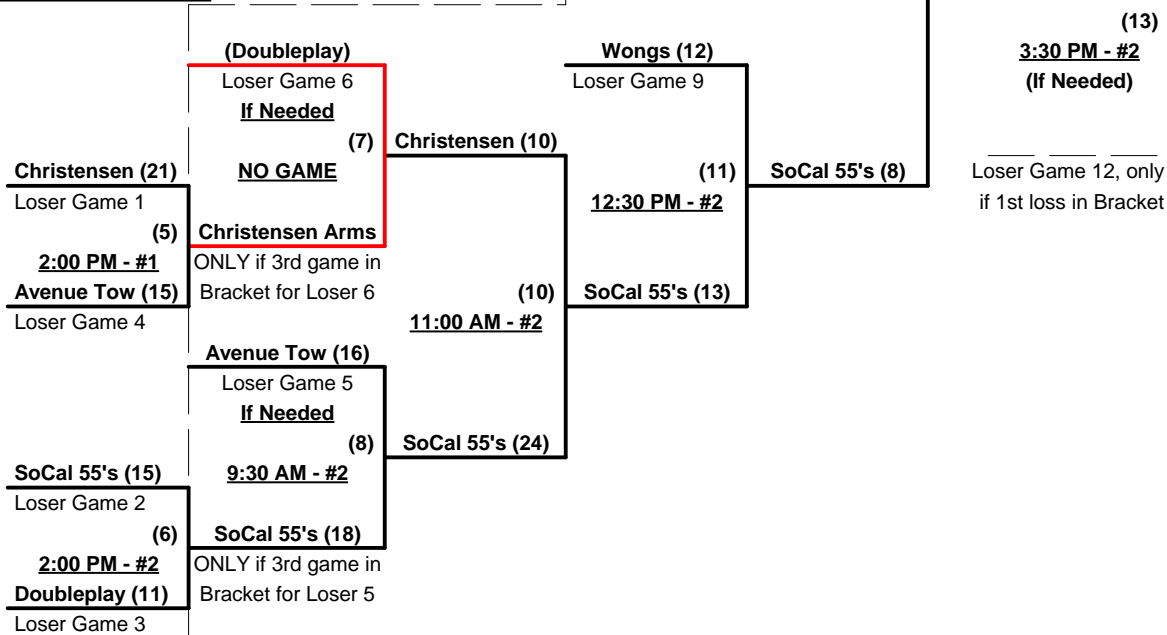 (13)
(Doubleplay)
Wongs (12)
3:30 PM - #2
Loser Game 6
Loser Game 9
(If Needed)
If Needed
(7)
Christensen (10)
Christensen (21)
NO GAME
(11)
SoCal 55's (8)
Loser Game 12, only
Loser Game 1
12:30 PM - #2
if 1st loss in Bracket
(5)
Christensen Arms
2:00 PM - #1
ONLY if 3rd game in
Avenue Tow (15)
Bracket for Loser 6
(10)
SoCal 55's (13)
Loser Game 4
11:00 AM - #2
Avenue Tow (16)
Loser Game 5
If Needed
(8)
SoCal 55's (24)
SoCal 55's (15)
9:30 AM - #2
Loser Game 2
(6)
SoCal 55's (18)
2:00 PM - #2
ONLY if 3rd game in
Doubleplay (11)
Bracket for Loser 5
Loser Game 3